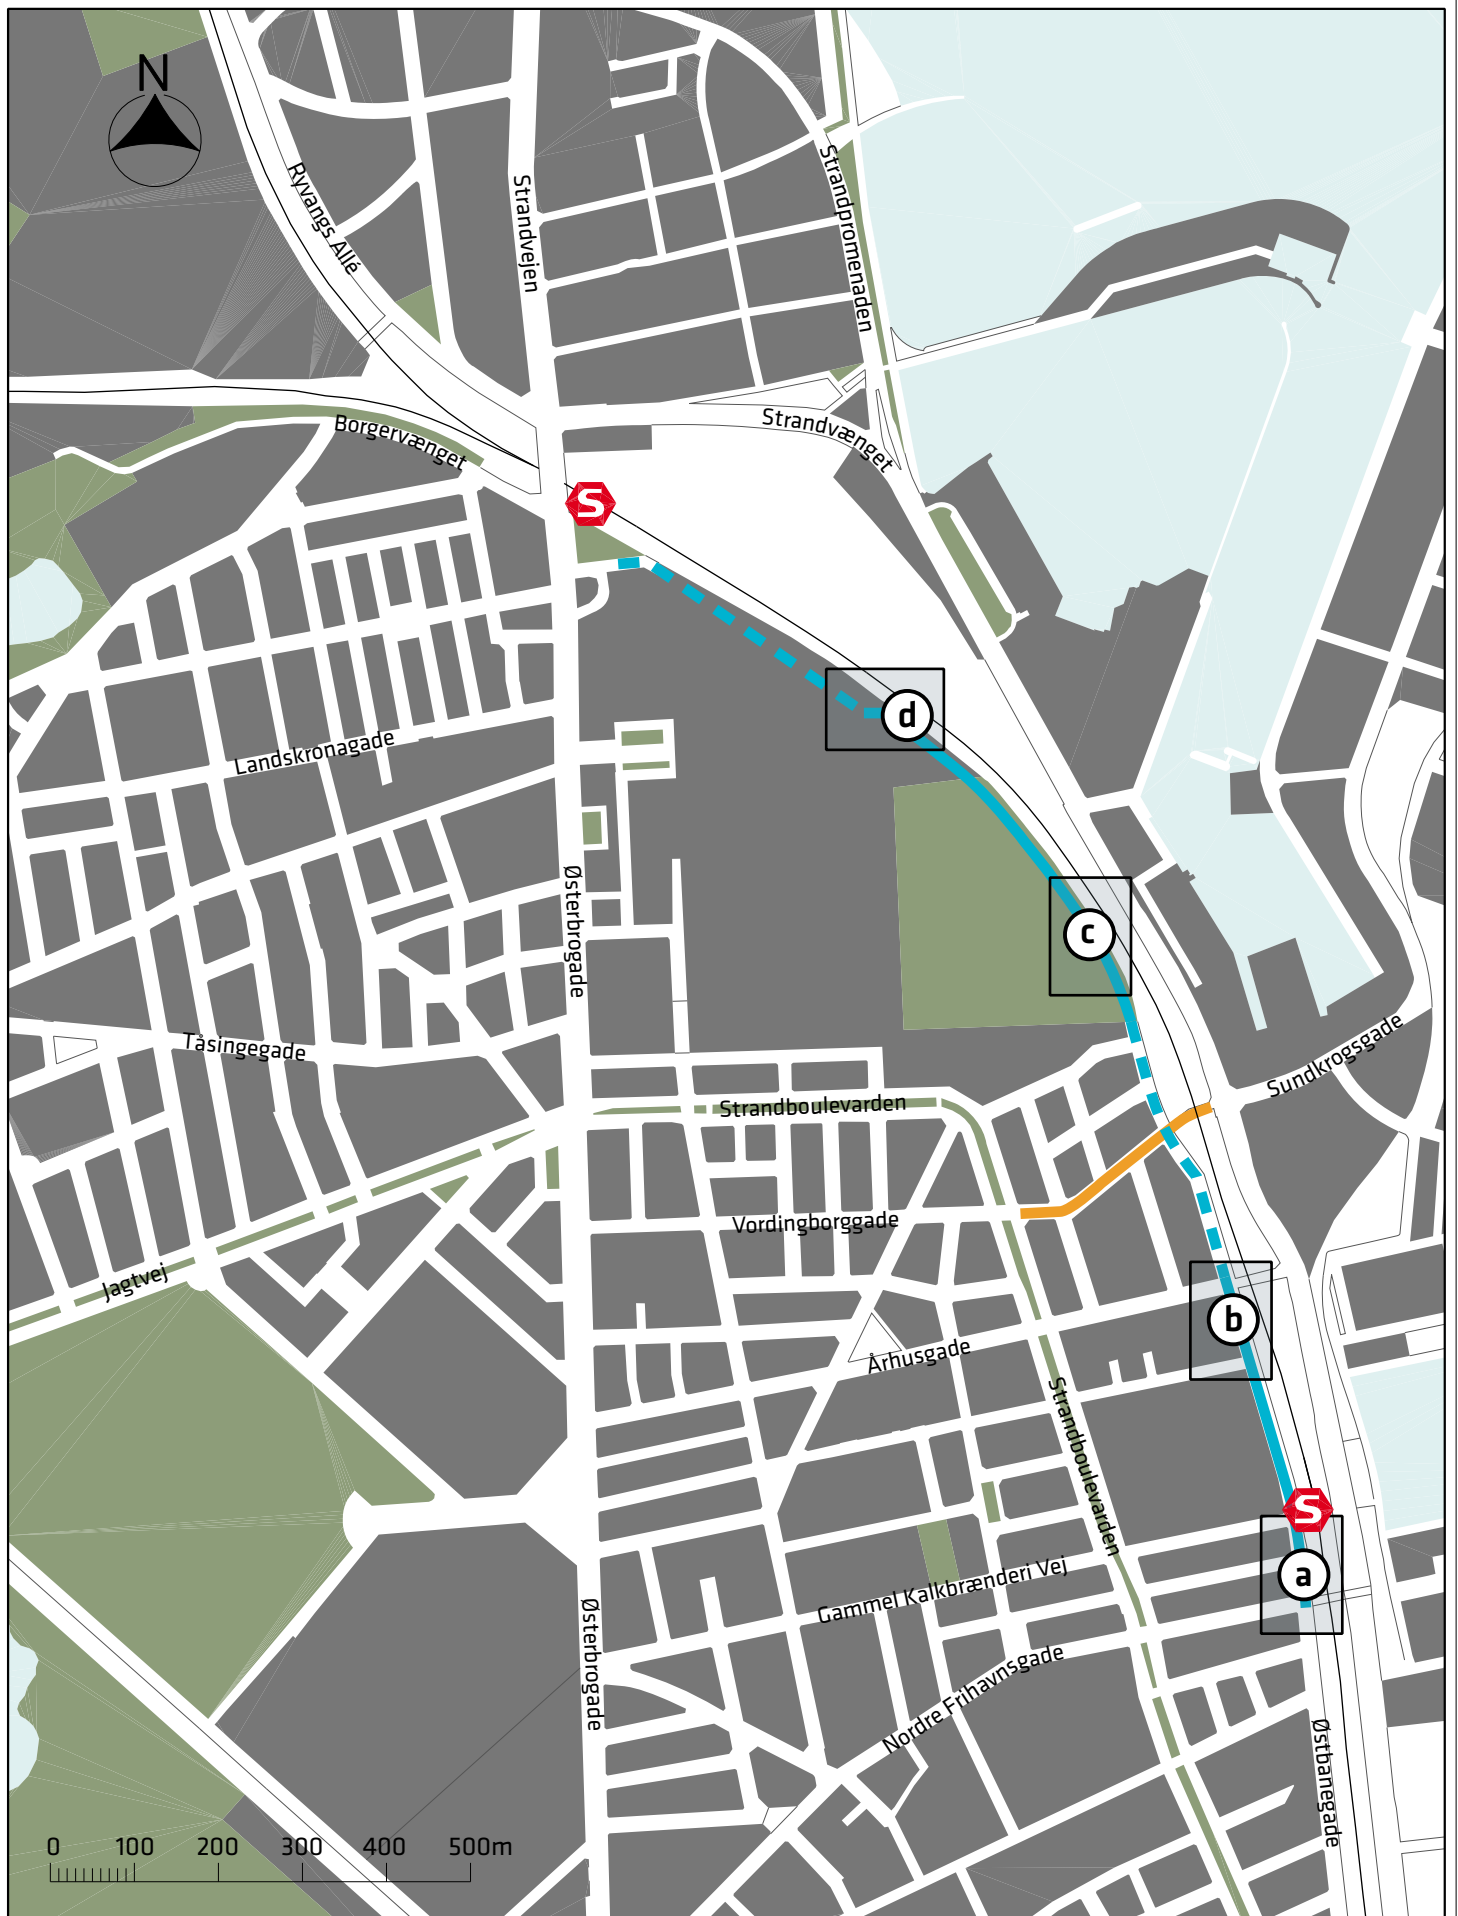 N
Ryvangs Allé
Strandvejen
Strandpromenaden
Borgervænget
Strandvænget
S
d
Landskronagade
Østerbrogade
c
Tåsingegade
Sundkrogsgade
Strandboulevarden
Vordingborggade
Jagtvej
b
Århusgade
Strandboulevarden
S
a
Gammel Kalkbrænderi Vej
Østerbrogade
Nordre Frihavnsgade
Østbanegade
0 100 200 300 400 500m